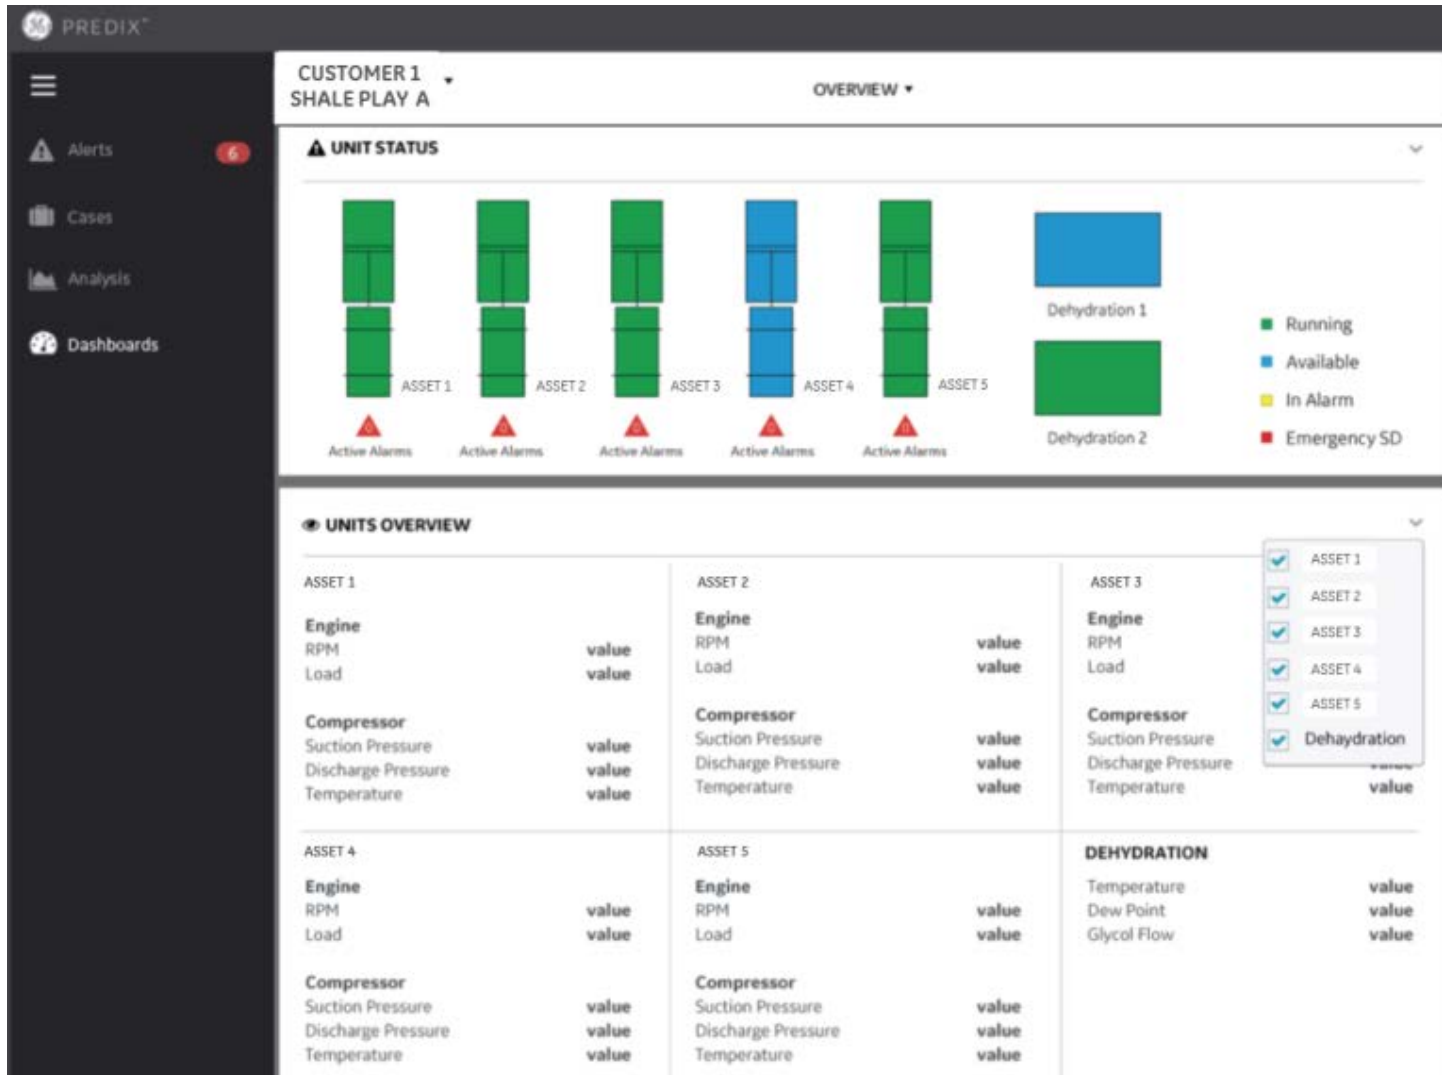 PREDIX™
CUSTOMER 1
SHALE PLAY A
OVERVIEW
Alerts 6
Cases
Analysis
Dashboards
UNIT STATUS
ASSET 1 ASSET 2 ASSET 3 ASSET 4 ASSET 5
0 0 0 0 0
Active Alarms Active Alarms Active Alarms Active Alarms Active Alarms
Dehydration 1
Dehydration 2
Running
Available
In Alarm
Emergency SD
UNITS OVERVIEW
ASSET 1
ASSET 2
ASSET 3
ASSET 4
ASSET 5
Dehaydration
ASSET 1
Engine
RPM value
Load value
Compressor
Suction Pressure value
Discharge Pressure value
Temperature value
ASSET 2
Engine
RPM value
Load value
Compressor
Suction Pressure value
Discharge Pressure value
Temperature value
ASSET 3
Engine
RPM
Load
Compressor
Suction Pressure
Discharge Pressure value
Temperature value
ASSET 4
Engine
RPM value
Load value
Compressor
Suction Pressure value
Discharge Pressure value
Temperature value
ASSET 5
Engine
RPM value
Load value
Compressor
Suction Pressure value
Discharge Pressure value
Temperature value
DEHYDRATION
Temperature value
Dew Point value
Glycol Flow value